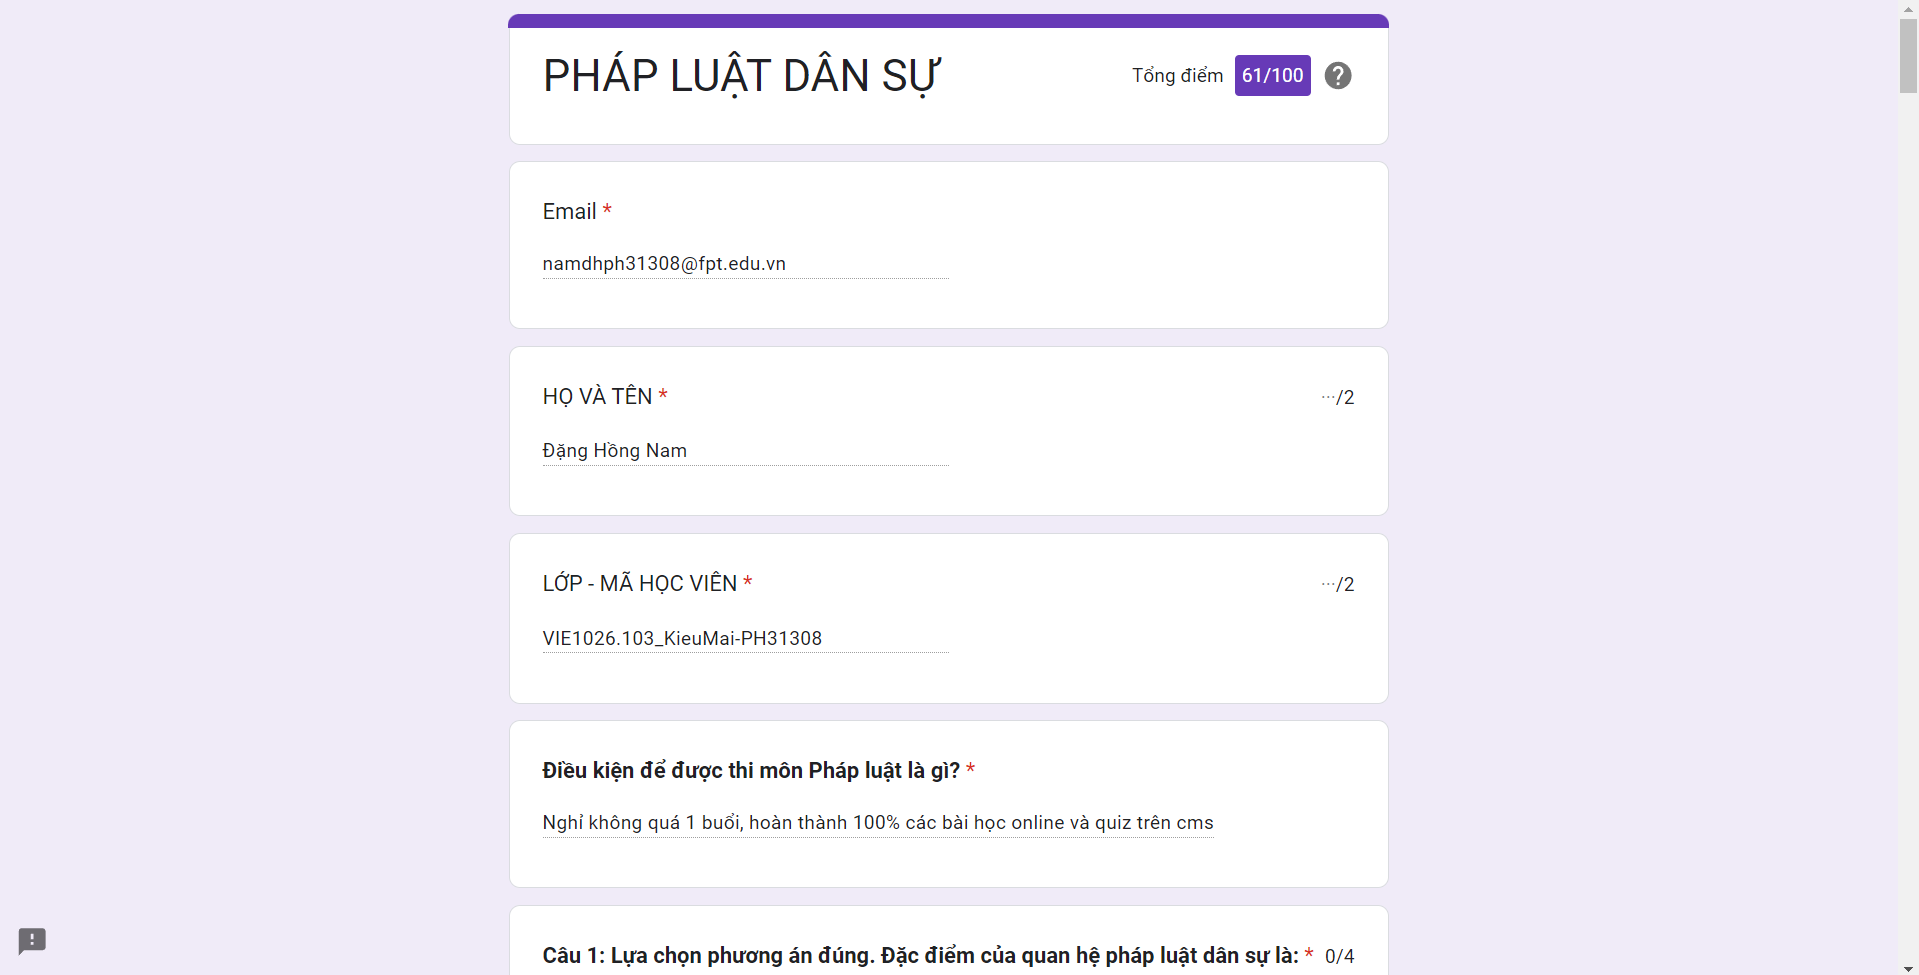 PHÁP LUẬT DÂN SỰ
Tổng điểm 61/100
Email *
namdhph31308@fpt.edu.vn
HỌ VÀ TÊN * ···/2
Đặng Hồng Nam
LỚP - MÃ HỌC VIÊN * ···/2
VIE1026.103_KieuMai-PH31308
Điều kiện để được thi môn Pháp luật là gì? *
Nghỉ không quá 1 buổi, hoàn thành 100% các bài học online và quiz trên cms
Câu 1: Lựa chọn phương án đúng. Đặc điểm của quan hệ pháp luật dân sự là: * 0/4